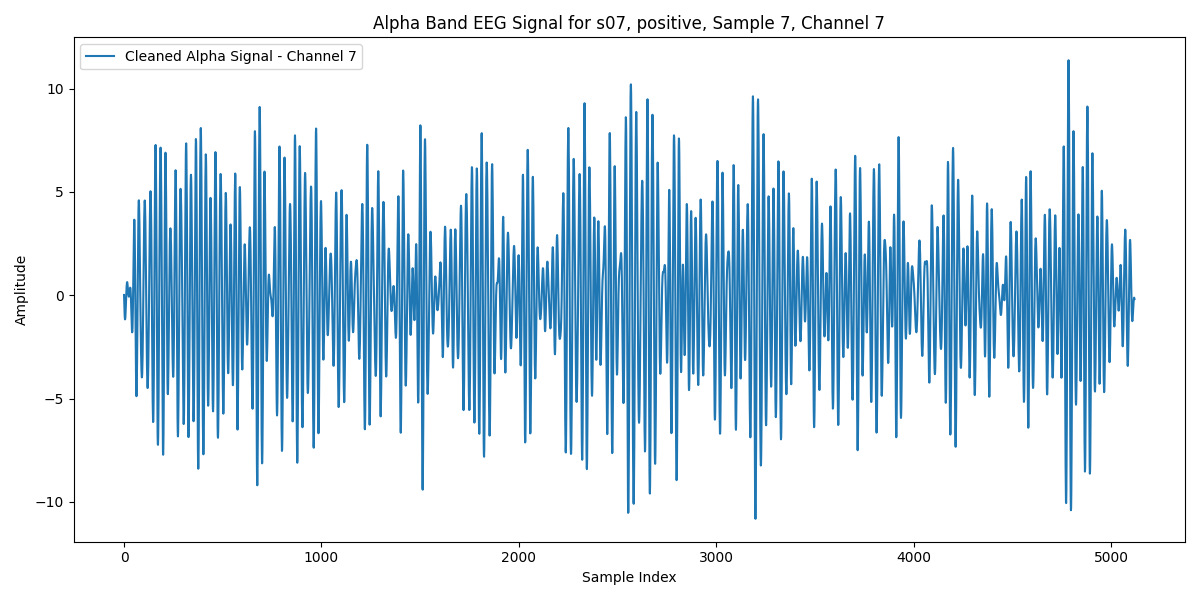 Alpha Band EEG Signal for s07, positive, Sample 7, Channel 7
Cleaned Alpha Signal - Channel 7
Amplitude
10
5
0
−5
−10
0 1000 2000 3000 4000 5000
Sample Index